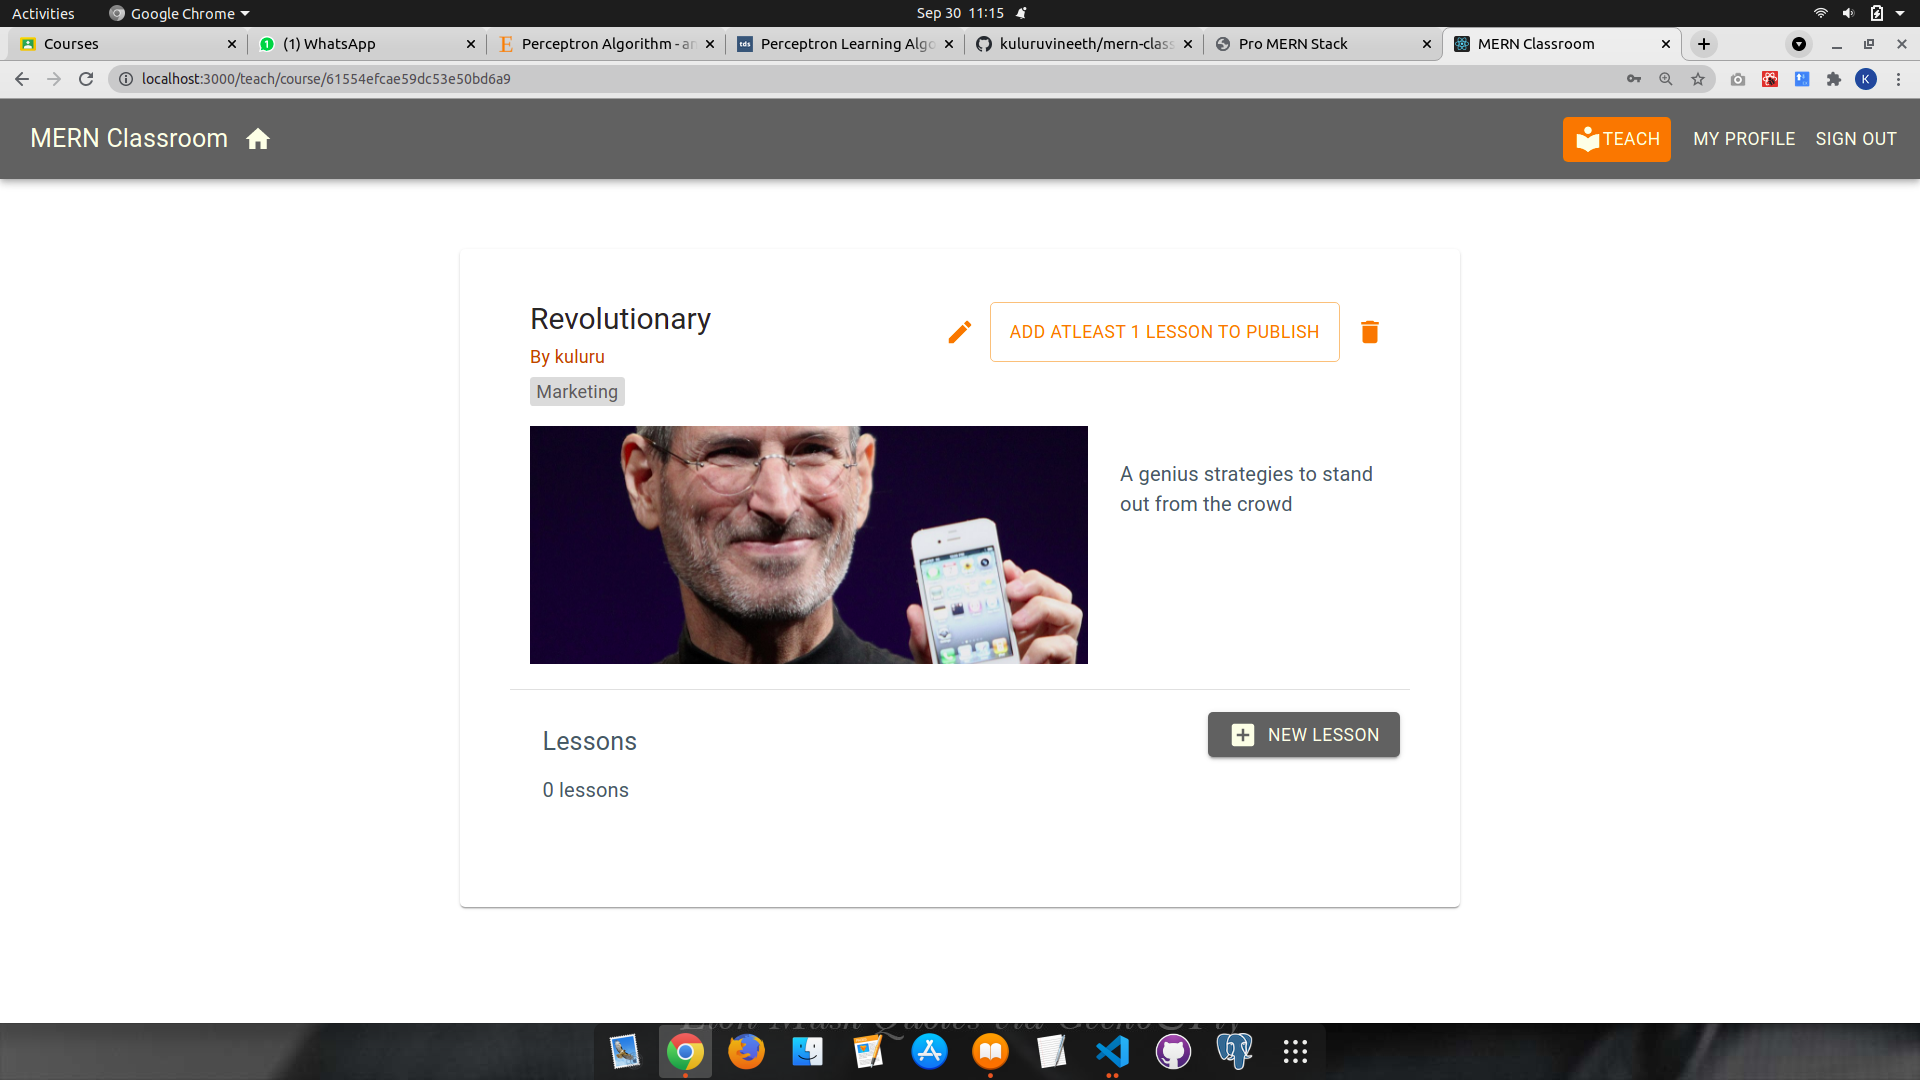 Activities
Google Chrome
Sep 30 11:15
Courses
(1) WhatsApp
Perceptron Algorithm - an
Perceptron Learning Algo
kuluruvineeth/mern-class
Pro MERN Stack
MERN Classroom
localhost:3000/teach/course/61554efcae59dc53e50bd6a9
K
MERN Classroom
TEACH
MY PROFILE
SIGN OUT
Revolutionary
ADD ATLEAST 1 LESSON TO PUBLISH
By kuluru
Marketing
A genius strategies to stand
out from the crowd
Lessons
NEW LESSON
0 lessons